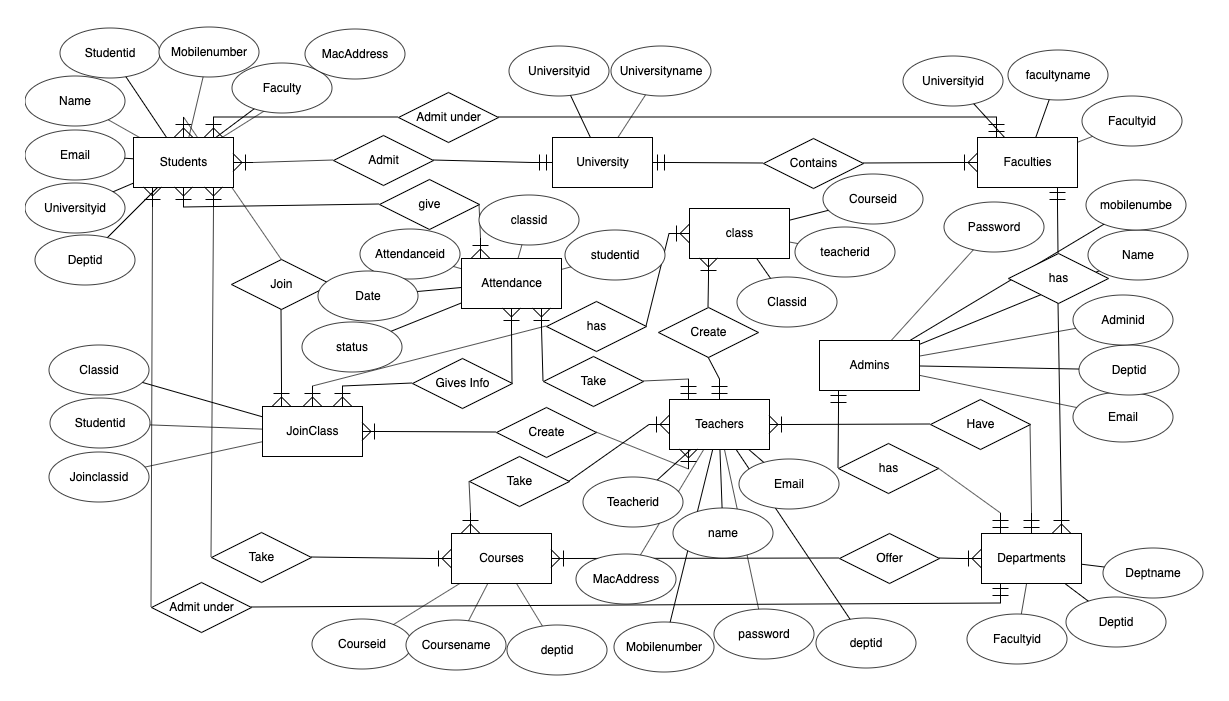 Studentid
Mobilenumber
MacAddress
Universityid
Universityname
Universityid
facultyname
Name
Faculty
Admit under
Facultyid
Email
Students
Admit
University
Contains
Faculties
Universityid
give
classid
Courseid
mobilenumbe
Deptid
Attendanceid
studentid
class
teacherid
Password
Name
Join
Date
Attendance
Classid
has
status
has
Create
Adminid
Classid
Gives Info
Take
Admins
Deptid
Studentid
JoinClass
Create
Teachers
Have
Email
Joinclassid
Take
Teacherid
Email
has
name
Take
Courses
MacAddress
Offer
Departments
Deptname
Admit under
Courseid
Coursename
deptid
Mobilenumber
password
deptid
Facultyid
Deptid